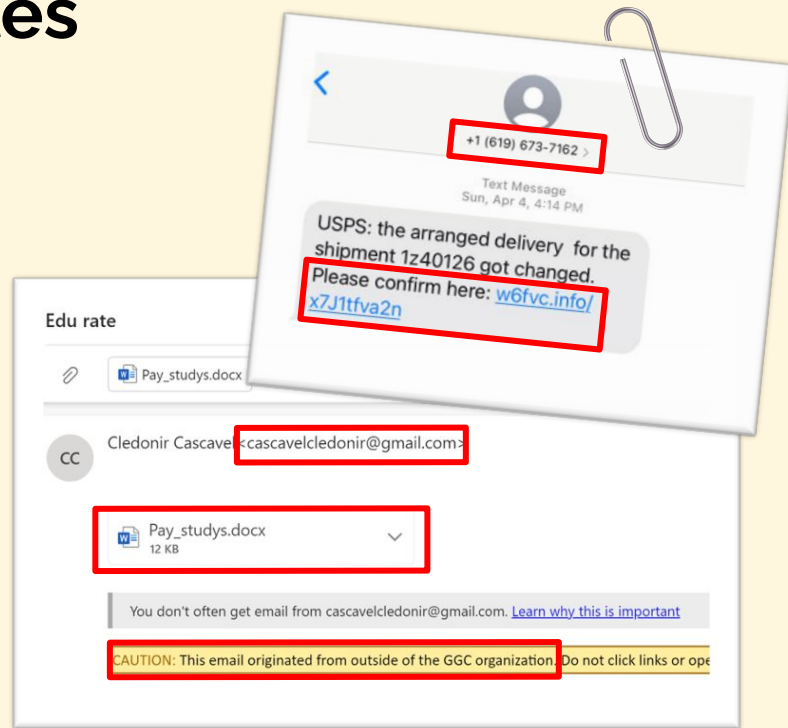 +1 (619) 673-7162 >
Text Message
Sun, Apr 4, 4:14 PM
USPS: the arranged delivery for the
shipment 1z40126 got changed.
Please confirm here: w6fvc.info/
x7J1tfva2n
Edu rate
Pay_studys.docx
CC
Cledonir Cascavel <cascavelcledonir@gmail.com>
Pay_studys.docx
12 KB
You don't often get email from cascavelcledonir@gmail.com. Learn why this is important
CAUTION: This email originated from outside of the GGC organization. Do not click links or